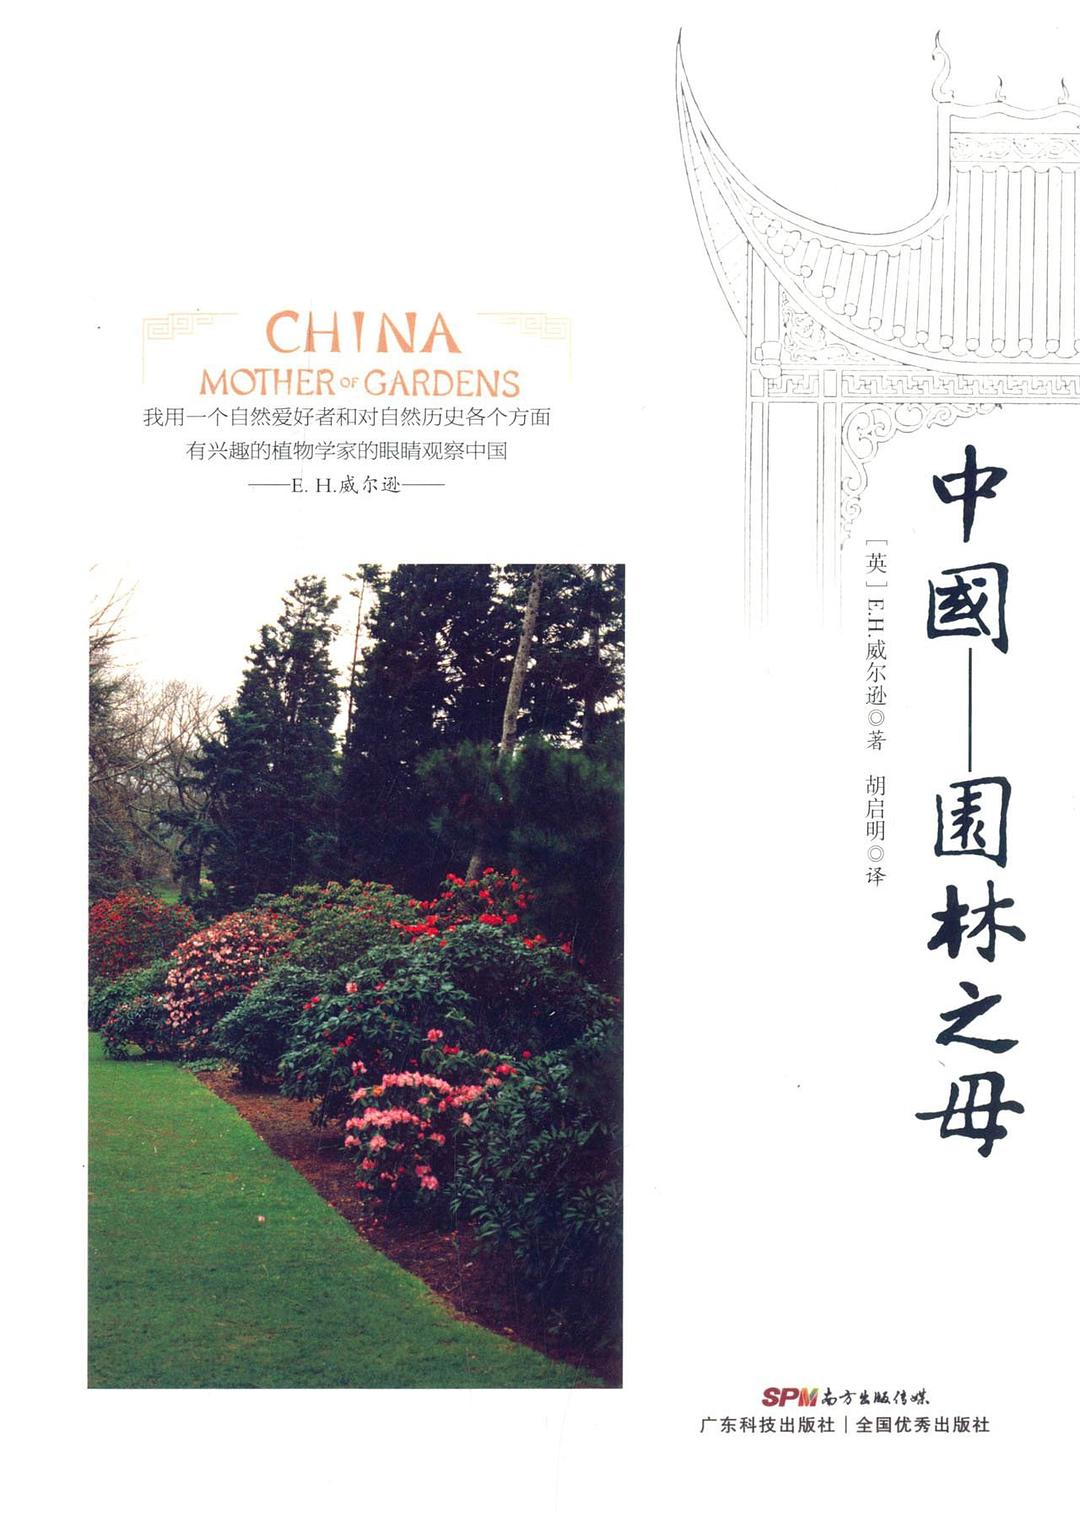 CHINA
MOTHER OF GARDENS
我用一个自然爱好者和对自然历史各个方面
有兴趣的植物学家的眼睛观察中国
——E. H.威尔逊——
中國——園林之母
［英］E.H.威尔逊◎著 胡启明◎译
SPM南方出版传媒
广东科技出版社｜全国优秀出版社